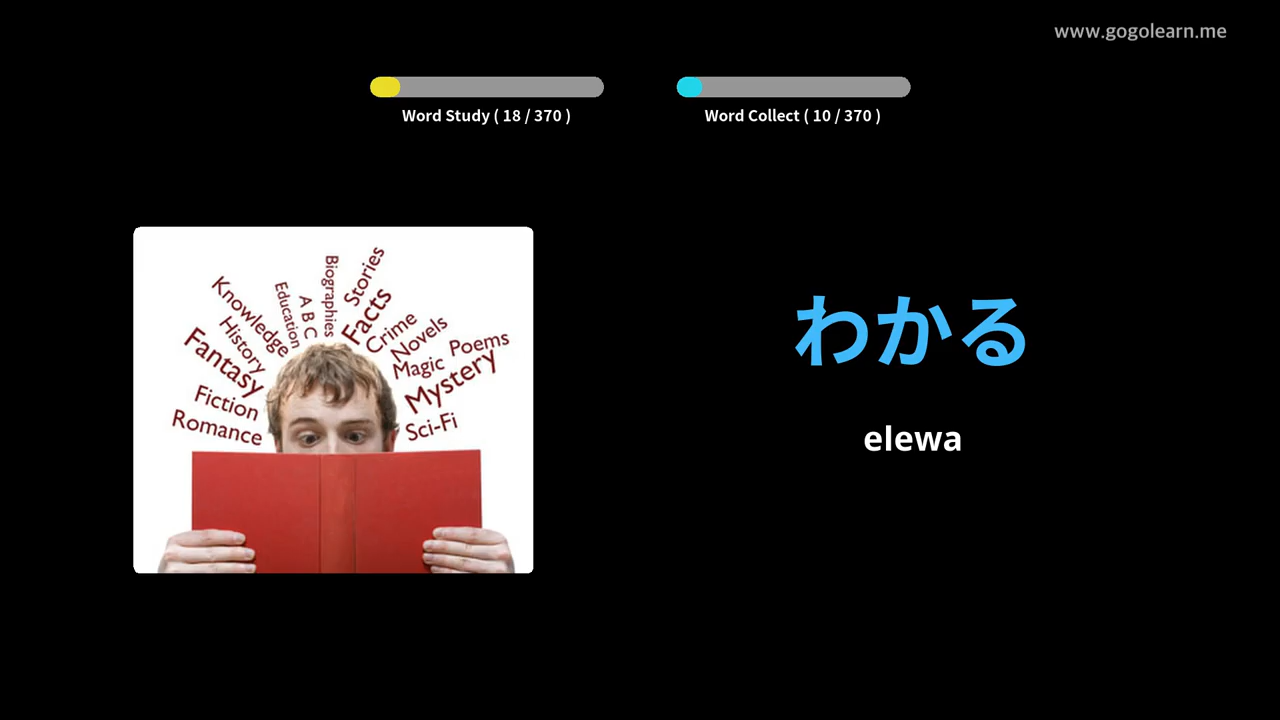 www.gogolearn.me
Word Study ( 18 / 370 )
Word Collect ( 10 / 370 )
Biographies
Stories
Education
A B C
Facts
Knowledge
Crime
History
Novels
Poems
Fantasy
Magic
Mystery
Fiction
Romance
Sci-Fi
わかる
elewa